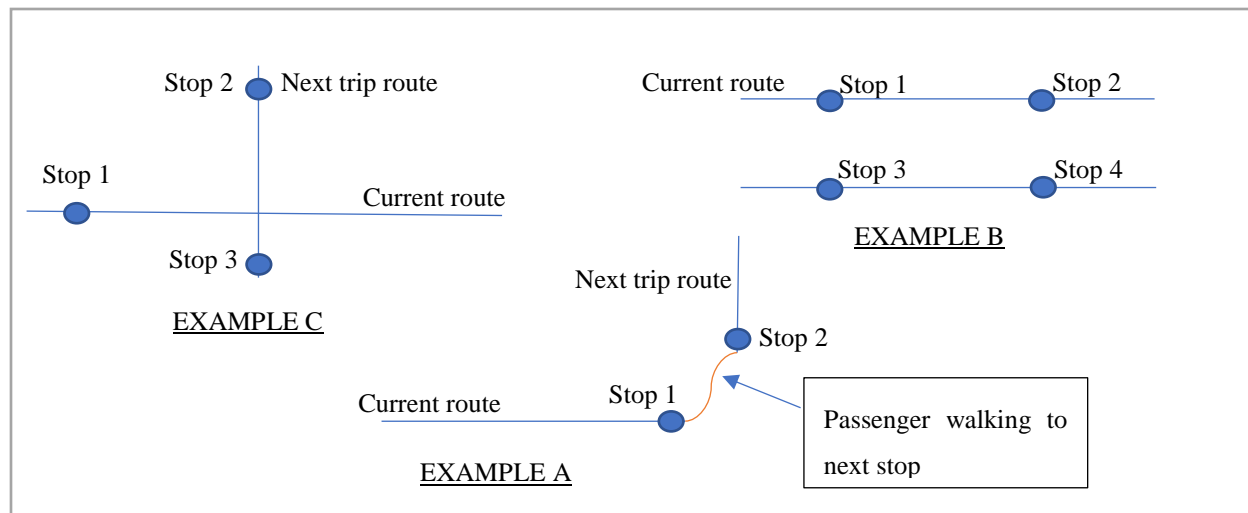 Stop 2
Next trip route
Stop 1
Current route
Stop 3
EXAMPLE C
Current route
Stop 1
Stop 2
Stop 3
Stop 4
EXAMPLE B
Next trip route
Stop 2
Stop 1
Current route
EXAMPLE A
Passenger walking to
next stop